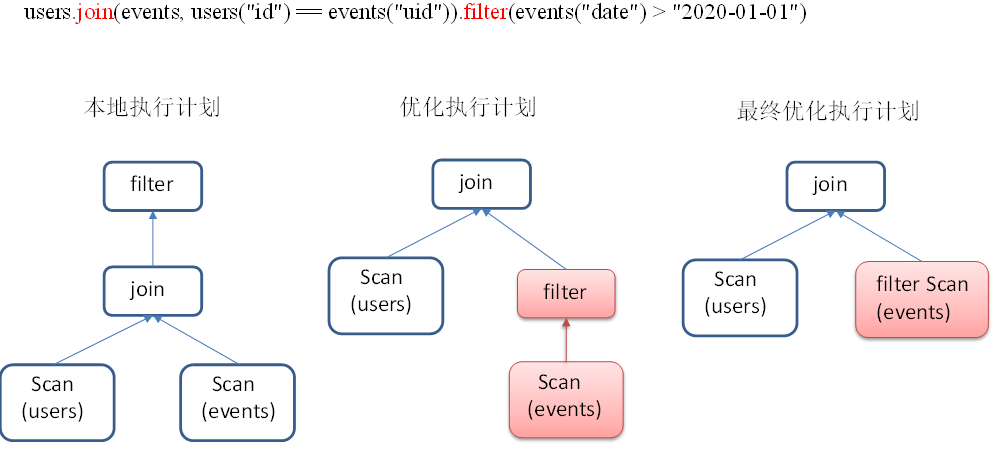 users.join(events, users("id") === events("uid")).filter(events("date") > "2020-01-01")
本地执行计划
优化执行计划
最终优化执行计划
filter
join
Scan
(users)
Scan
(events)
join
Scan
(users)
filter
Scan
(events)
join
Scan
(users)
filter Scan
(events)